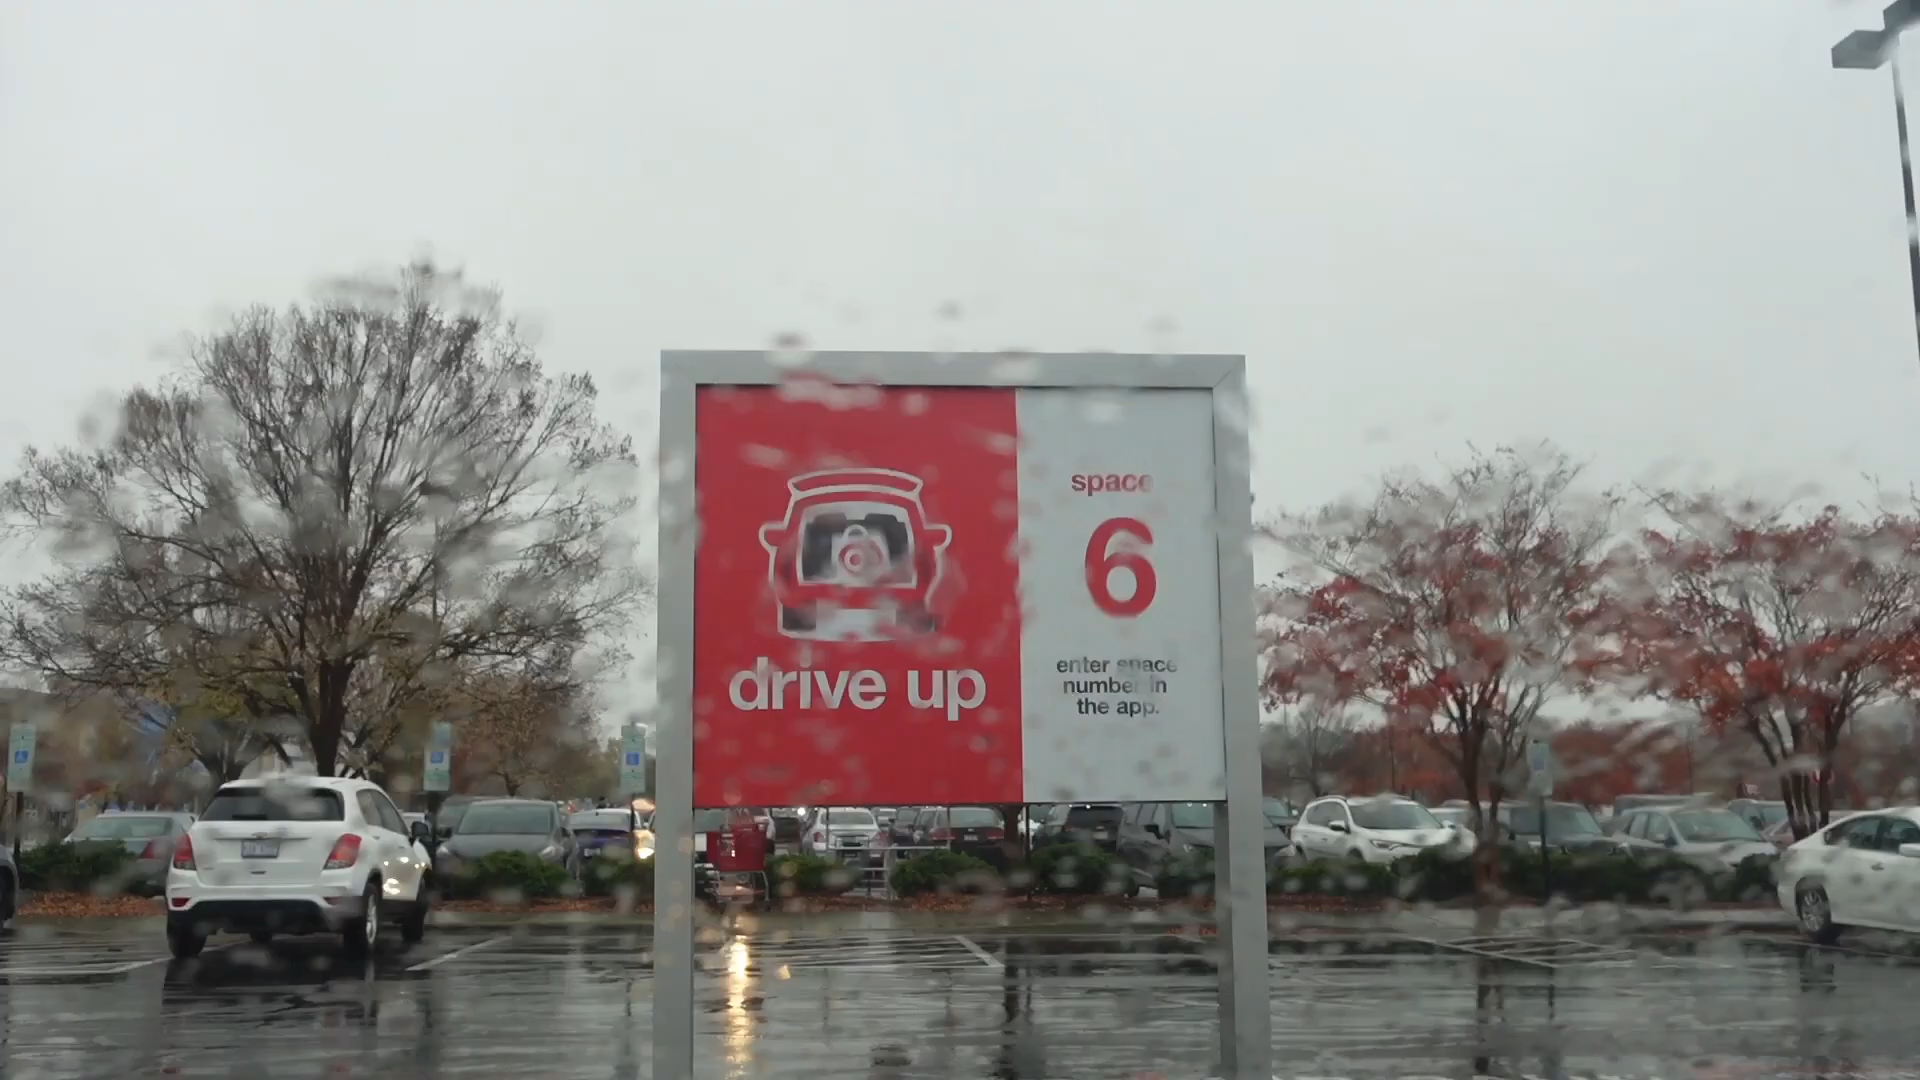 drive up
space
6
enter space
number in
the app.